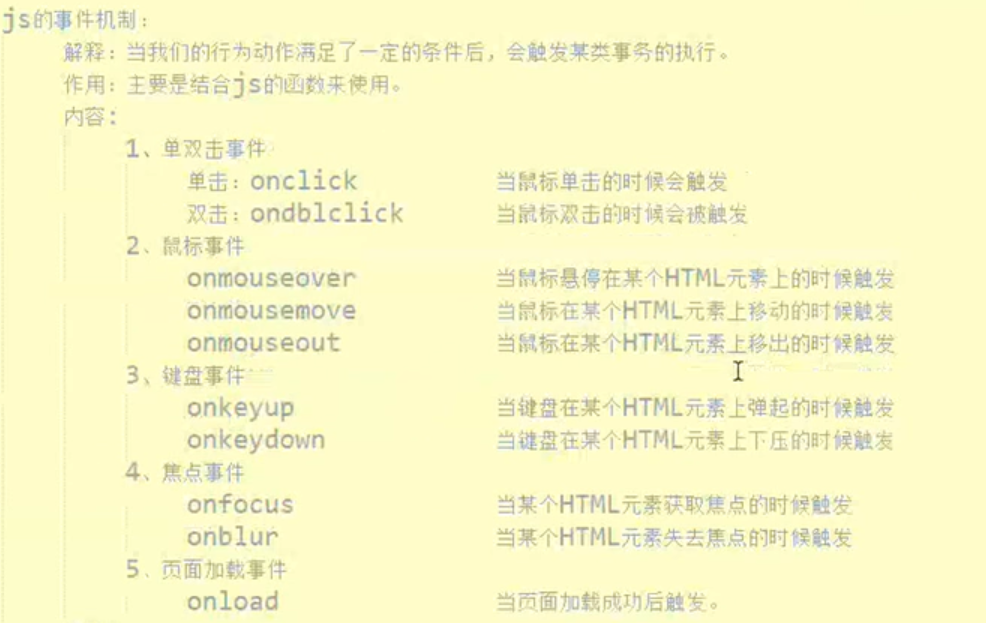 js的事件机制：
解释：当我们的行为动作满足了一定的条件后，会触发某类事务的执行。
作用：主要是结合js的函数来使用。
内容：
1、单双击事件
单击：onclick 当鼠标单击的时候会触发
双击：ondblclick 当鼠标双击的时候会被触发
2、鼠标事件
onmouseover 当鼠标悬停在某个HTML元素上的时候触发
onmousemove 当鼠标在某个HTML元素上移动的时候触发
onmouseout 当鼠标在某个HTML元素上移出的时候触发
3、键盘事件
onkeyup 当键盘在某个HTML元素上弹起的时候触发
onkeydown 当键盘在某个HTML元素上下压的时候触发
4、焦点事件
onfocus 当某个HTML元素获取焦点的时候触发
onblur 当某个HTML元素失去焦点的时候触发
5、页面加载事件
onload 当页面加载成功后触发。